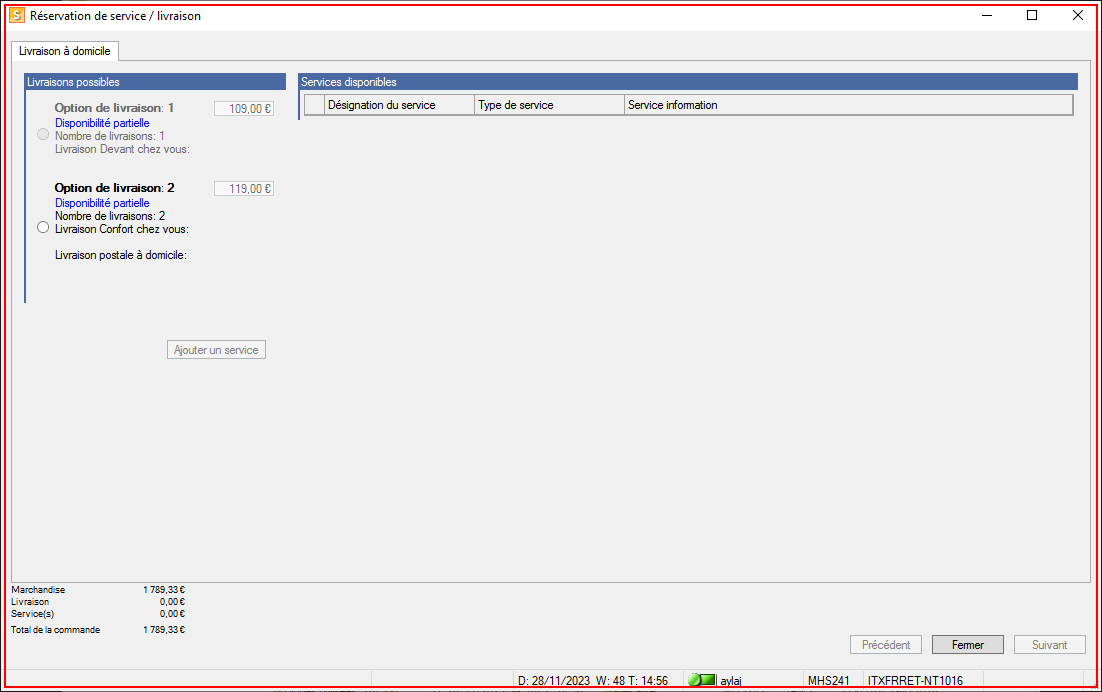 S Réservation de service / livraison
Livraison à domicile
Livraisons possibles
Option de livraison: 1 109,00 €
Disponibilité partielle
Nombre de livraisons: 1
Livraison Devant chez vous:
Option de livraison: 2 119,00 €
Disponibilité partielle
Nombre de livraisons: 2
Livraison Confort chez vous:
Livraison postale à domicile:
Ajouter un service
Services disponibles
Désignation du service Type de service Service information
Marchandise 1 789,33 €
Livraison 0,00 €
Service(s) 0,00 €
Total de la commande 1 789,33 €
Précédent Fermer Suivant
D: 28/11/2023 W: 48 T: 14:56 aylaj MHS241 ITXFRRET-NT1016